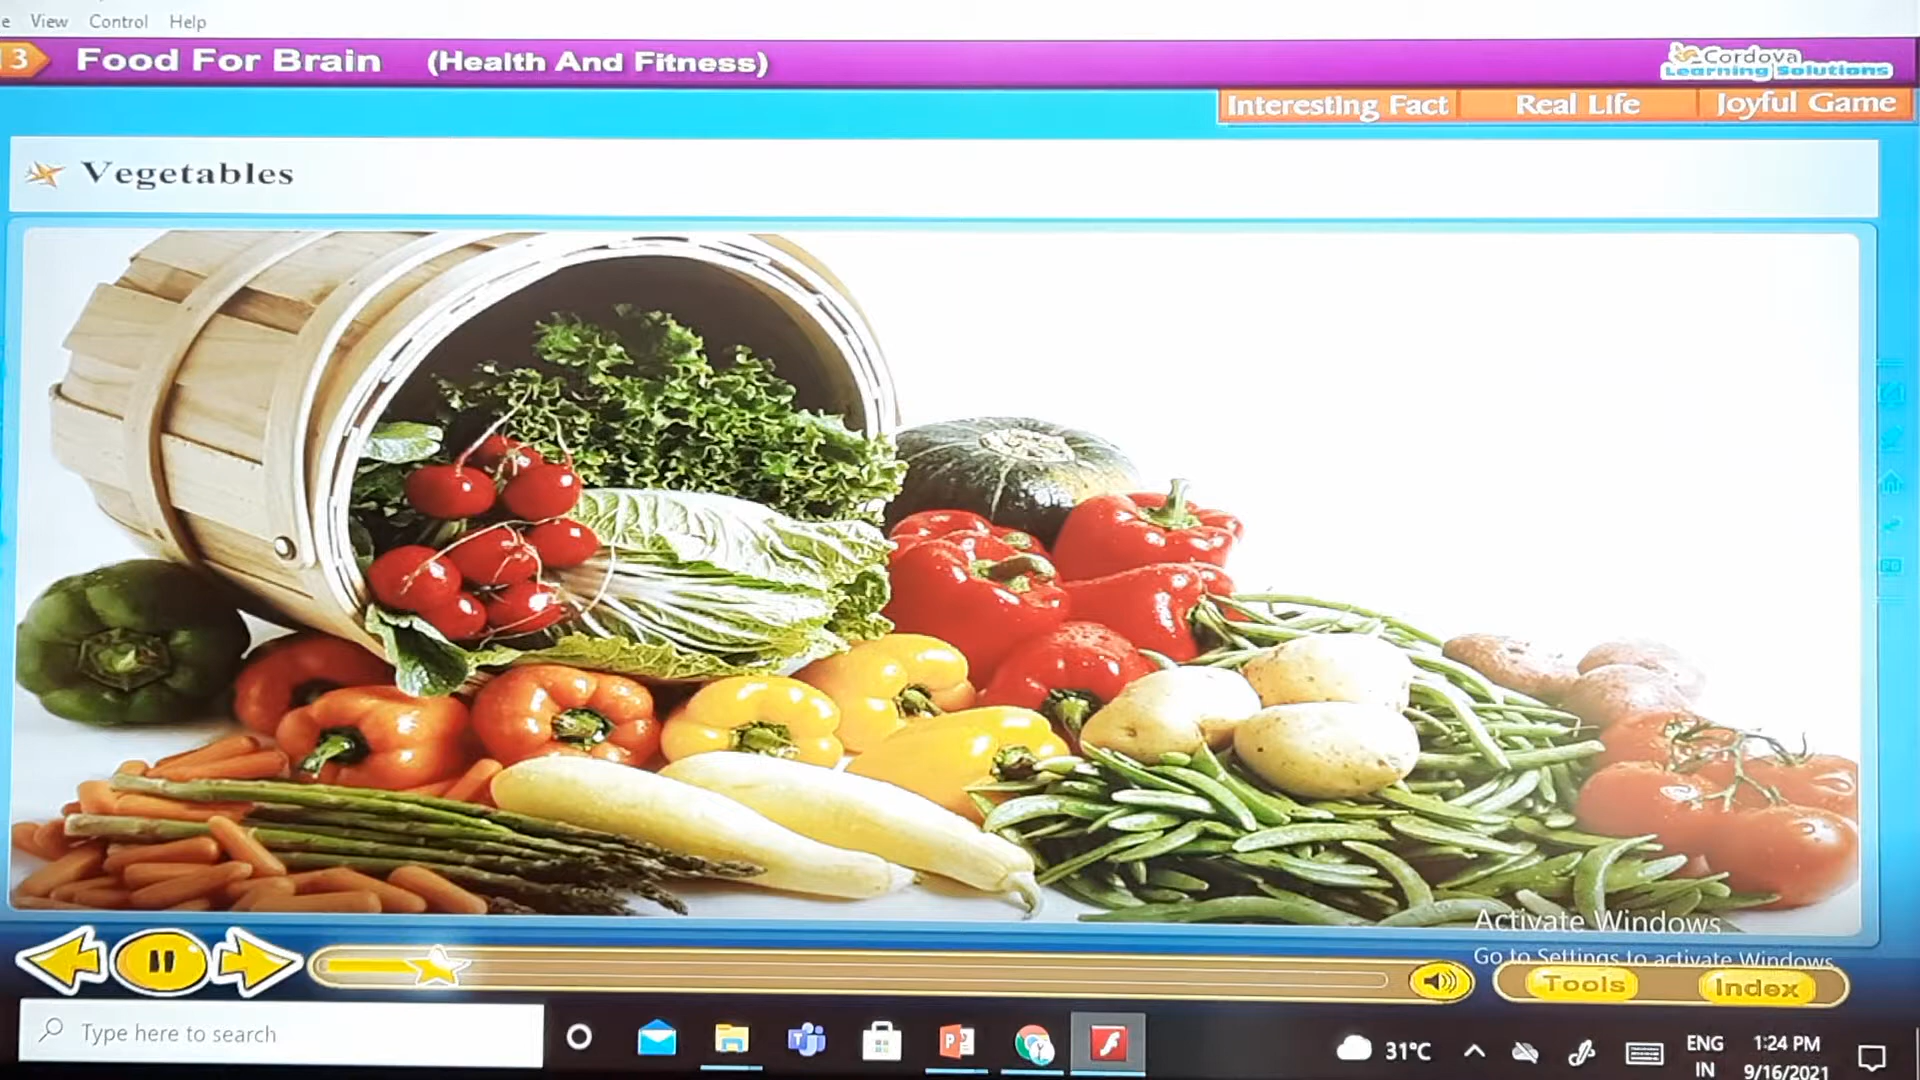 View Control Help
3 Food For Brain (Health And Fitness)
Cordova
Learning Solutions
Interesting Fact Real Life Joyful Game
Vegetables
Activate Windows
Go to Settings to activate Windows.
Tools Index
Type here to search
31°C
ENG
IN
1:24 PM
9/16/2021